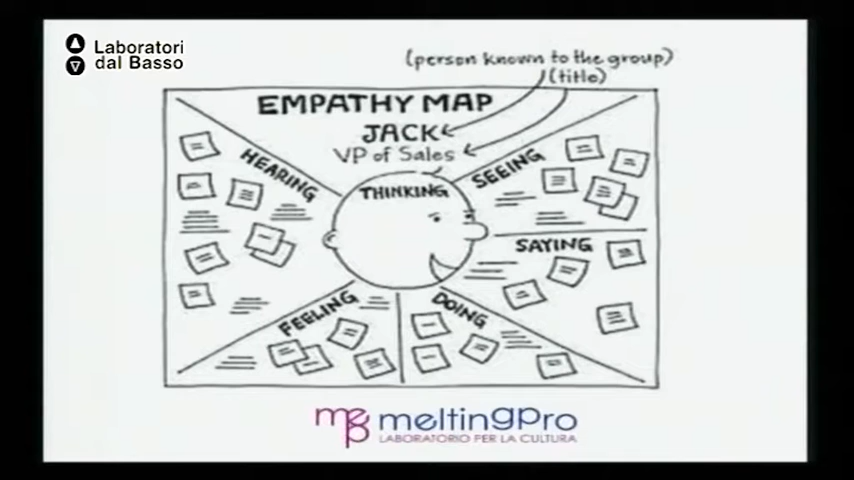 Laboratori
dal Basso
(person known to the group)
(title)
EMPATHY MAP
JACK
VP of Sales
THINKING
HEARING
SEEING
SAYING
FEELING
DOING
mep meltingpro
LABORATORIO PER LA CULTURA